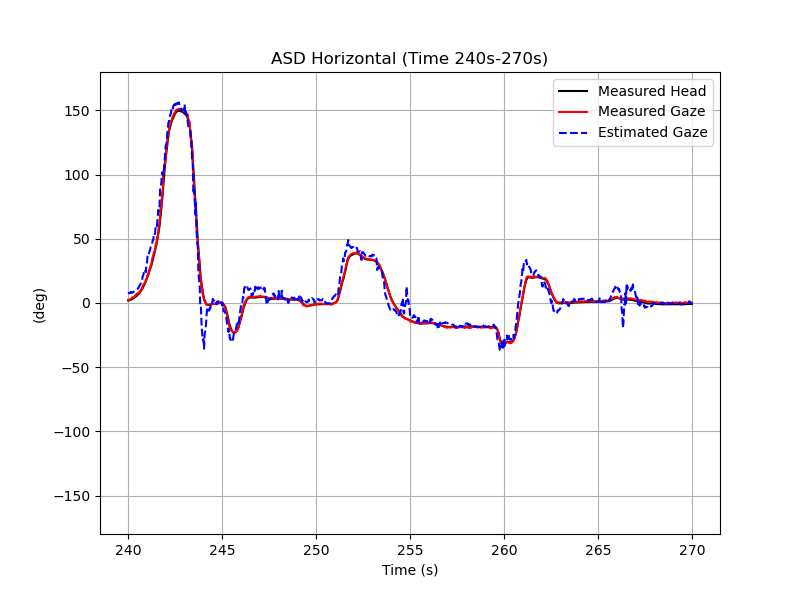 ASD Horizontal (Time 240s-270s)
Measured Head
Measured Gaze
Estimated Gaze
150
100
50
0
−50
−100
−150
(deg)
240 245 250 255 260 265 270
Time (s)